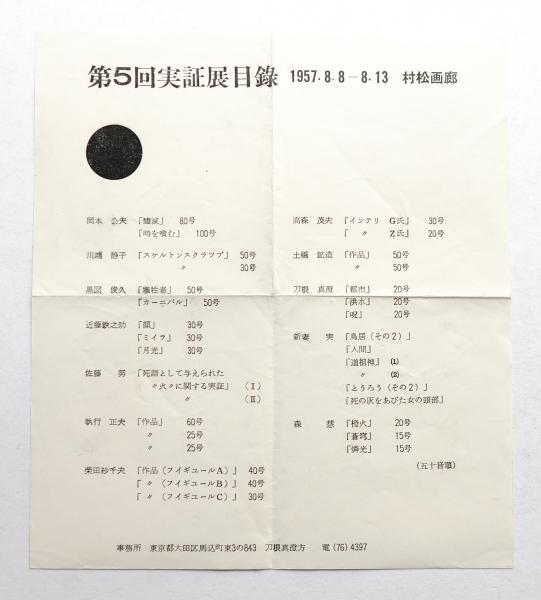 第5回実証展目録 1957.8.8－8.13 村松画廊
岡本 公夫 『壊滅』 80号
『時を喰む』 100号
川端 静子 『スケルトンスクラツプ』 50号
〃 30号
黒図 俊久 『犠牲者』 50号
『カーニバル』 50号
近藤鉄之助 『顔』 30号
『ミイラ』 30号
『月光』 30号
佐藤 努 『死語として与えられた
〃火〃に関する実証』 （Ⅰ）
〃 （Ⅱ）
執行 正夫 『作品』 60号
〃 25号
〃 25号
柴田紗千夫 『作品（フイギユールA）』 40号
『〃（フイギユールB）』 40号
『〃（フイギユールC）』 30号
高森 茂夫 『インテリ G氏』 30号
『〃 Z氏』 20号
土橋 鉱造 『作品』 50号
〃 50号
刀根 真澄 『都市』 20号
『洪水』 20号
『呪』 20号
新妻 実 『鳥居（その2）』
『人間』
『道祖神』 (1)
〃 (2)
『とうろう（その2）』
『死の灰をあびた女の頭部』
森 慧 『橙火』 20号
『蒼穹』 15号
『燐光』 15号
（五十音順）
事務所 東京都大田区馬込町東3の843 刀根真澄方 電(76)4397